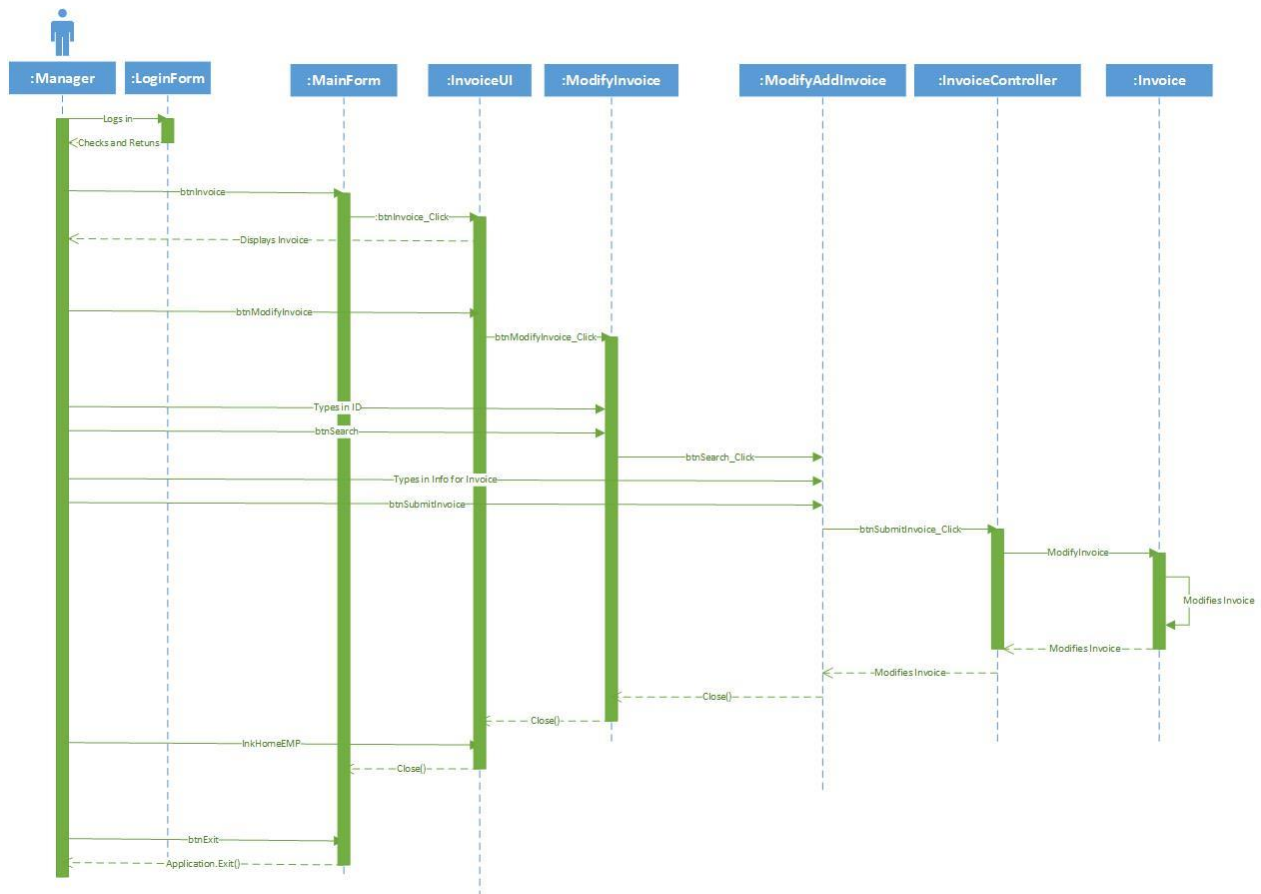 :Manager
:LoginForm
:MainForm
:InvoiceUI
:ModifyInvoice
:ModifyAddInvoice
:InvoiceController
:Invoice
Logs in
Checks and Retuns
btnInvoice
:btnInvoice_Click
Displays Invoice
btnModifyInvoice
btnModifyInvoice_Click
Types in ID
btnSearch
btnSearch_Click
Types in Info for Invoice
btnSubmitInvoice
btnSubmitInvoice_Click
ModifyInvoice
Modifies Invoice
Modifies Invoice
Modifies Invoice
Close()
Close()
lnkHomeEMP
Close()
btnExit
Application.Exit()